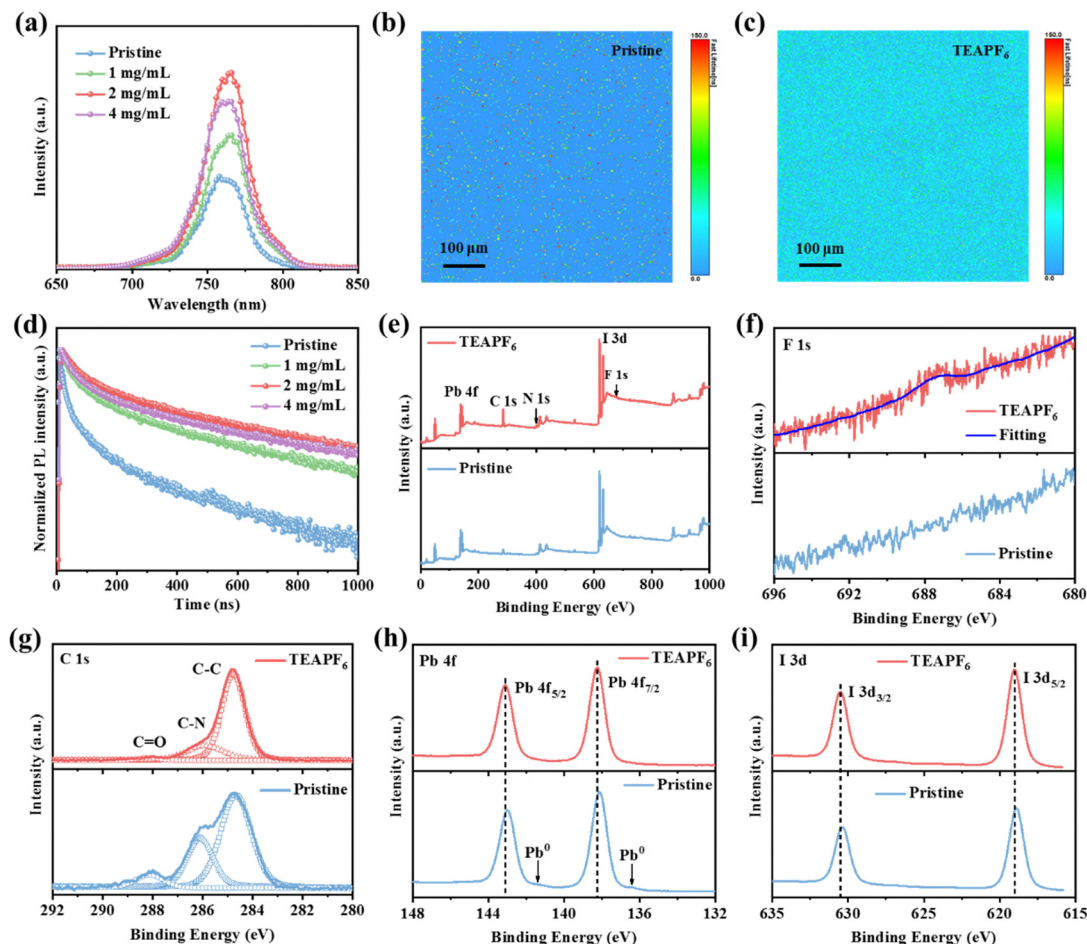 (a)
Pristine
1 mg/mL
2 mg/mL
4 mg/mL
Intensity (a.u.)
650 700 750 800 850
Wavelength (nm)
(b)
Pristine
100 μm
150.0
Fast Lifetime[ns]
0.0
(c)
TEAPF₆
100 μm
150.0
Fast Lifetime[ns]
0.0
(d)
Pristine
1 mg/mL
2 mg/mL
4 mg/mL
Normalized PL intensity (a.u.)
0 200 400 600 800 1000
Time (ns)
(e)
TEAPF₆
I 3d
F 1s
Pb 4f
C 1s
N 1s
Pristine
Intensity (a.u.)
0 200 400 600 800 1000
Binding Energy (eV)
(f)
F 1s
TEAPF₆
Fitting
Pristine
Intensity (a.u.)
696 692 688 684 680
Binding Energy (eV)
(g)
C 1s
TEAPF₆
C-C
C-N
C=O
Pristine
Intensity (a.u.)
292 290 288 286 284 282 280
Binding Energy (eV)
(h)
Pb 4f
TEAPF₆
Pb 4f₅/₂
Pb 4f₇/₂
Pristine
Pb⁰
Pb⁰
Intensity (a.u.)
148 144 140 136 132
Binding Energy (eV)
(i)
I 3d
TEAPF₆
I 3d₃/₂
I 3d₅/₂
Pristine
Intensity (a.u.)
635 630 625 620 615
Binding Energy (eV)